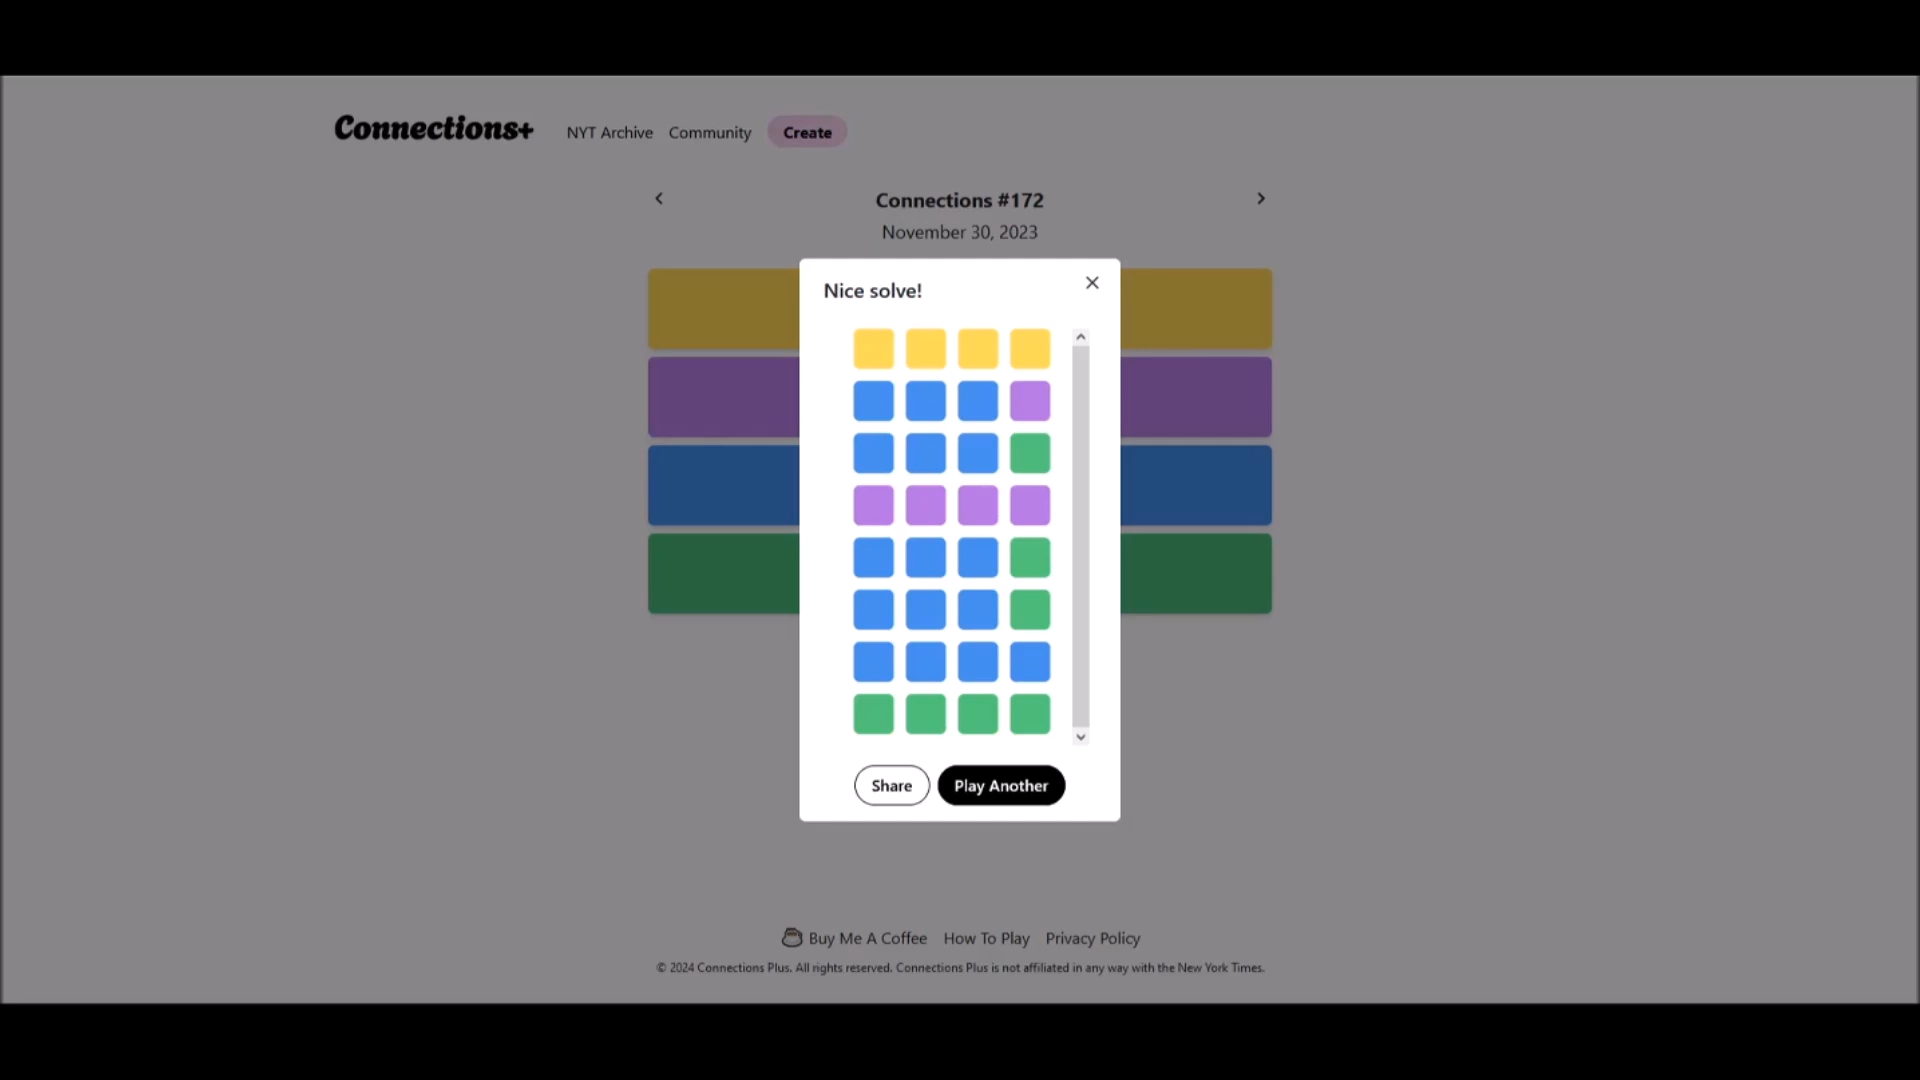 Connections+ NYT Archive Community Create
Connections #172
November 30, 2023
Nice solve!
Share Play Another
Buy Me A Coffee How To Play Privacy Policy
© 2024 Connections Plus. All rights reserved. Connections Plus is not affiliated in any way with the New York Times.